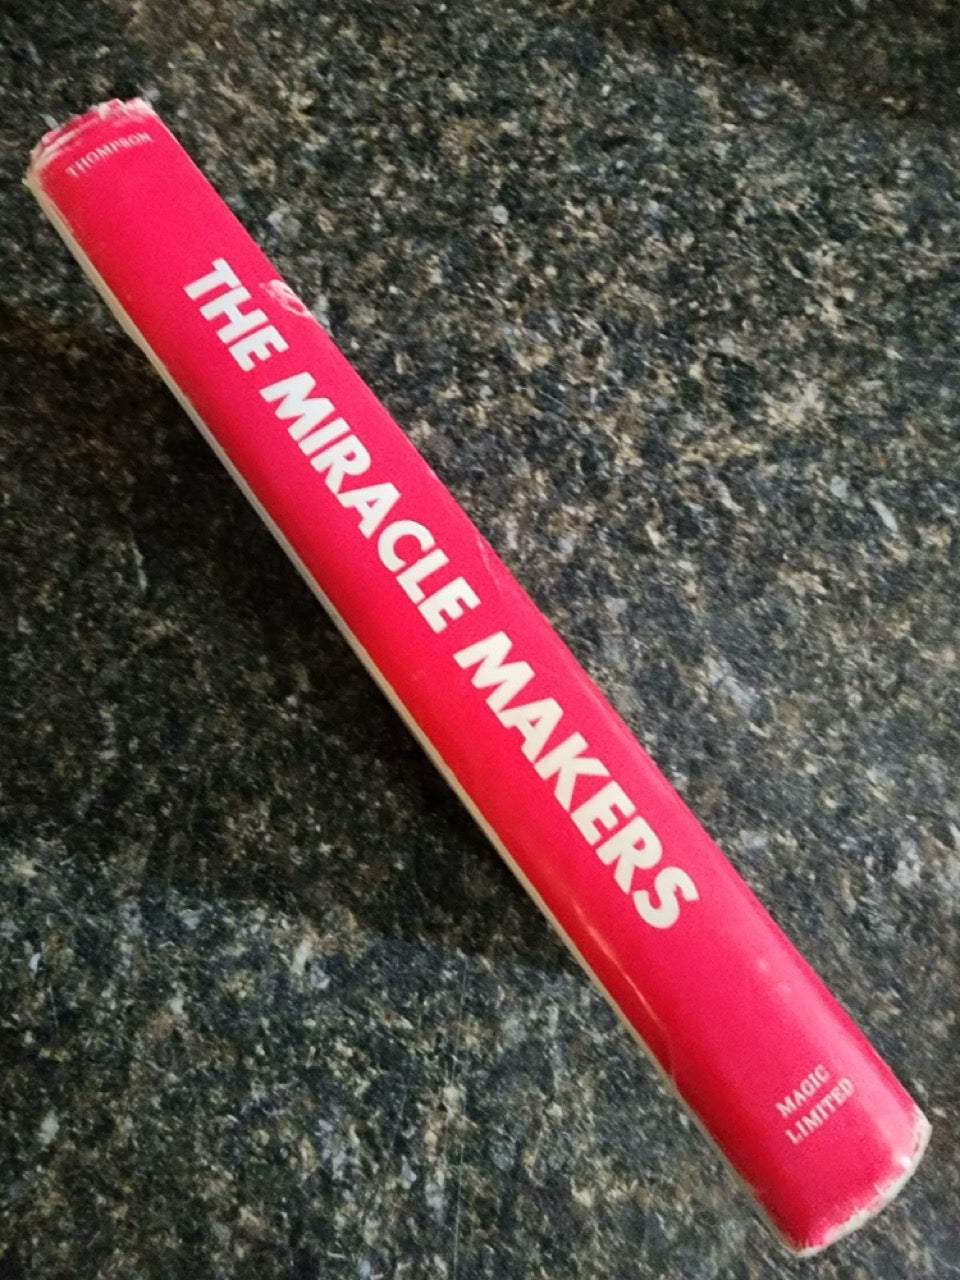 THOMPSON
THE MIRACLE MAKERS
MAGIC
LIMITED